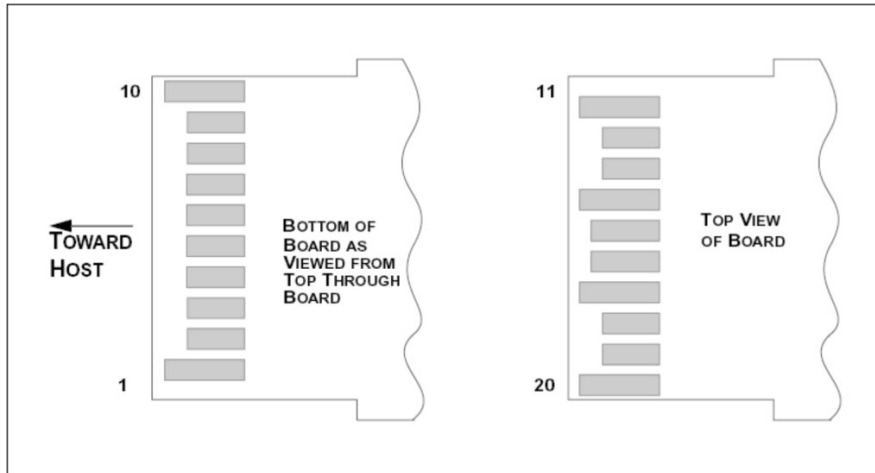 10
1
TOWARD
HOST
BOTTOM OF
BOARD AS
VIEWED FROM
TOP THROUGH
BOARD
11
20
TOP VIEW
OF BOARD